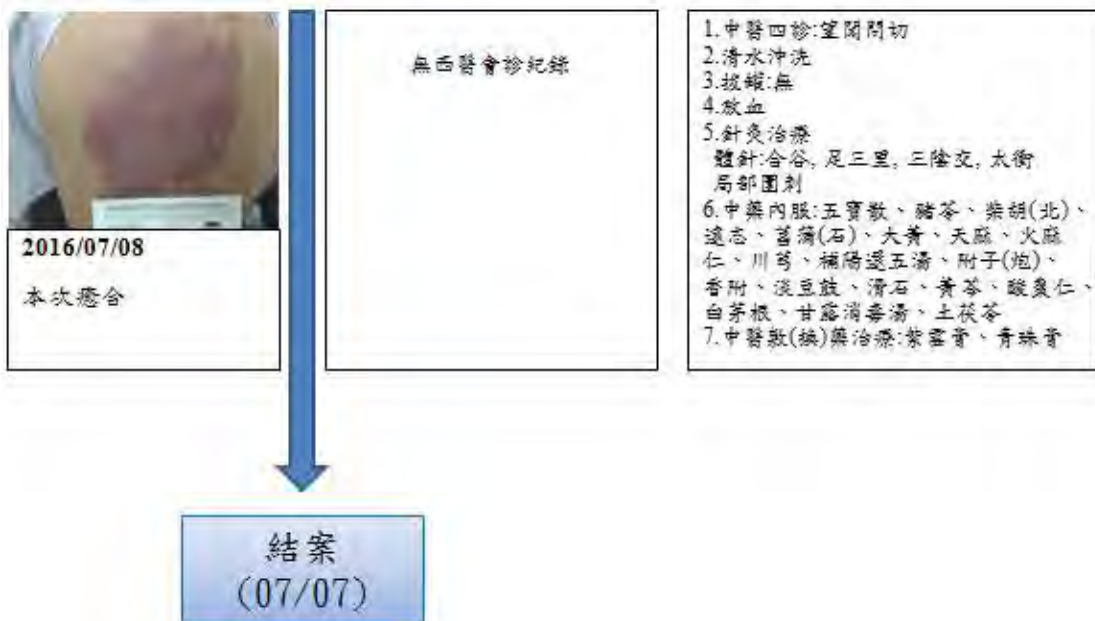 2016/07/08
本次癒合
無西醫會診紀錄
1.中醫四診:望聞問切
2.清水沖洗
3.拔罐:無
4.放血
5.針灸治療
體針:合谷, 足三里, 三陰交, 太衝
局部圍刺
6.中藥內服:五寶散、豬苓、柴胡(北)、
遠志、菖蒲(石)、大黃、天麻、火麻
仁、川芎、補陽還五湯、附子(炮)、
香附、淡豆豉、滑石、黃芩、酸棗仁、
白茅根、甘露消毒湯、土茯苓
7.中醫敷(換)藥治療:紫雲膏、青珠膏
結案
(07/07)